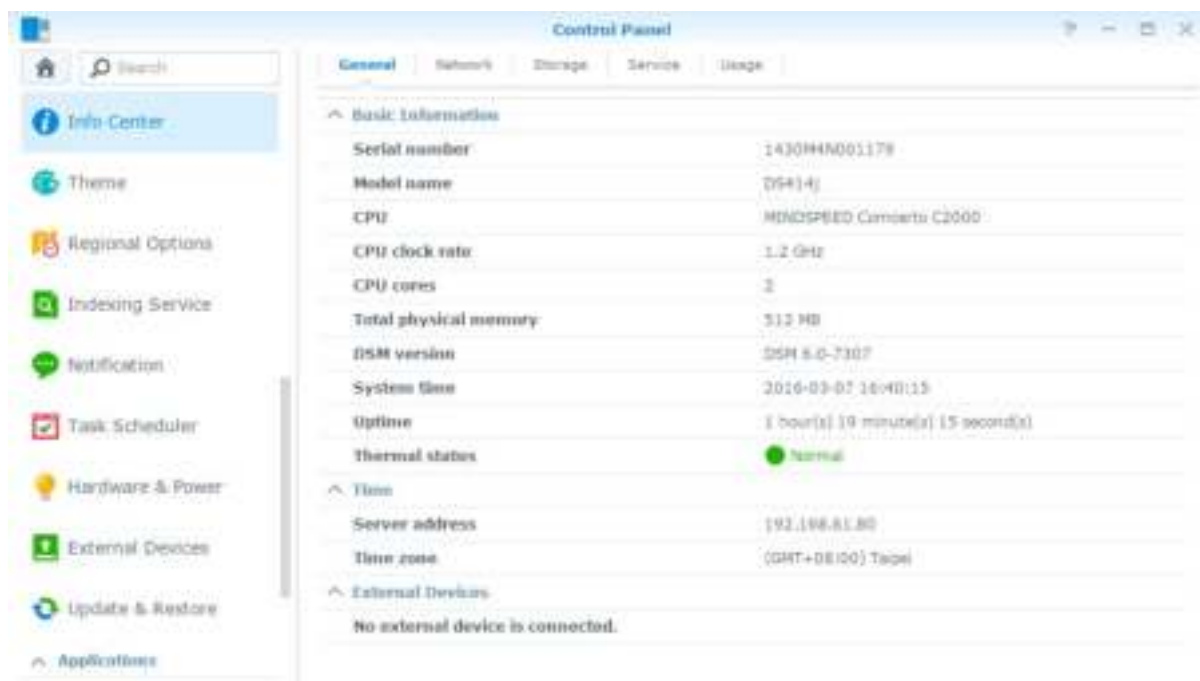 Control Panel
Search
General Network Storage Service Usage
Info Center
Theme
Regional Options
Indexing Service
Notification
Task Scheduler
Hardware & Power
External Devices
Update & Restore
Applications
Basic Information
Serial number 1430M4N001179
Model name DS414j
CPU MINDSPEED Comcerto C2000
CPU clock rate 1.2 GHz
CPU cores 2
Total physical memory 512 MB
DSM version DSM 6.0-7307
System time 2016-03-07 16:40:15
Uptime 1 hour(s) 19 minute(s) 15 second(s)
Thermal status Normal
Time
Server address
Time zone (GMT+08:00) Taipei
External Devices
No external device is connected.